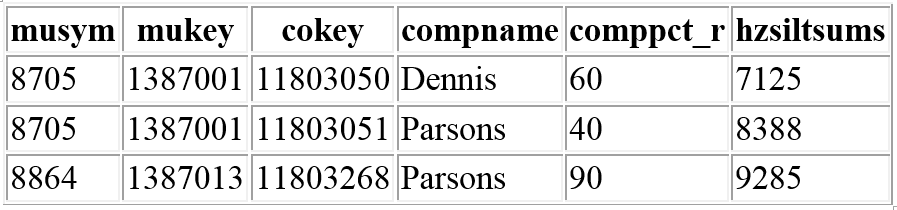 musym mukey cokey compname comppct_r hzsiltsums
8705 1387001 11803050 Dennis 60 7125
8705 1387001 11803051 Parsons 40 8388
8864 1387013 11803268 Parsons 90 9285